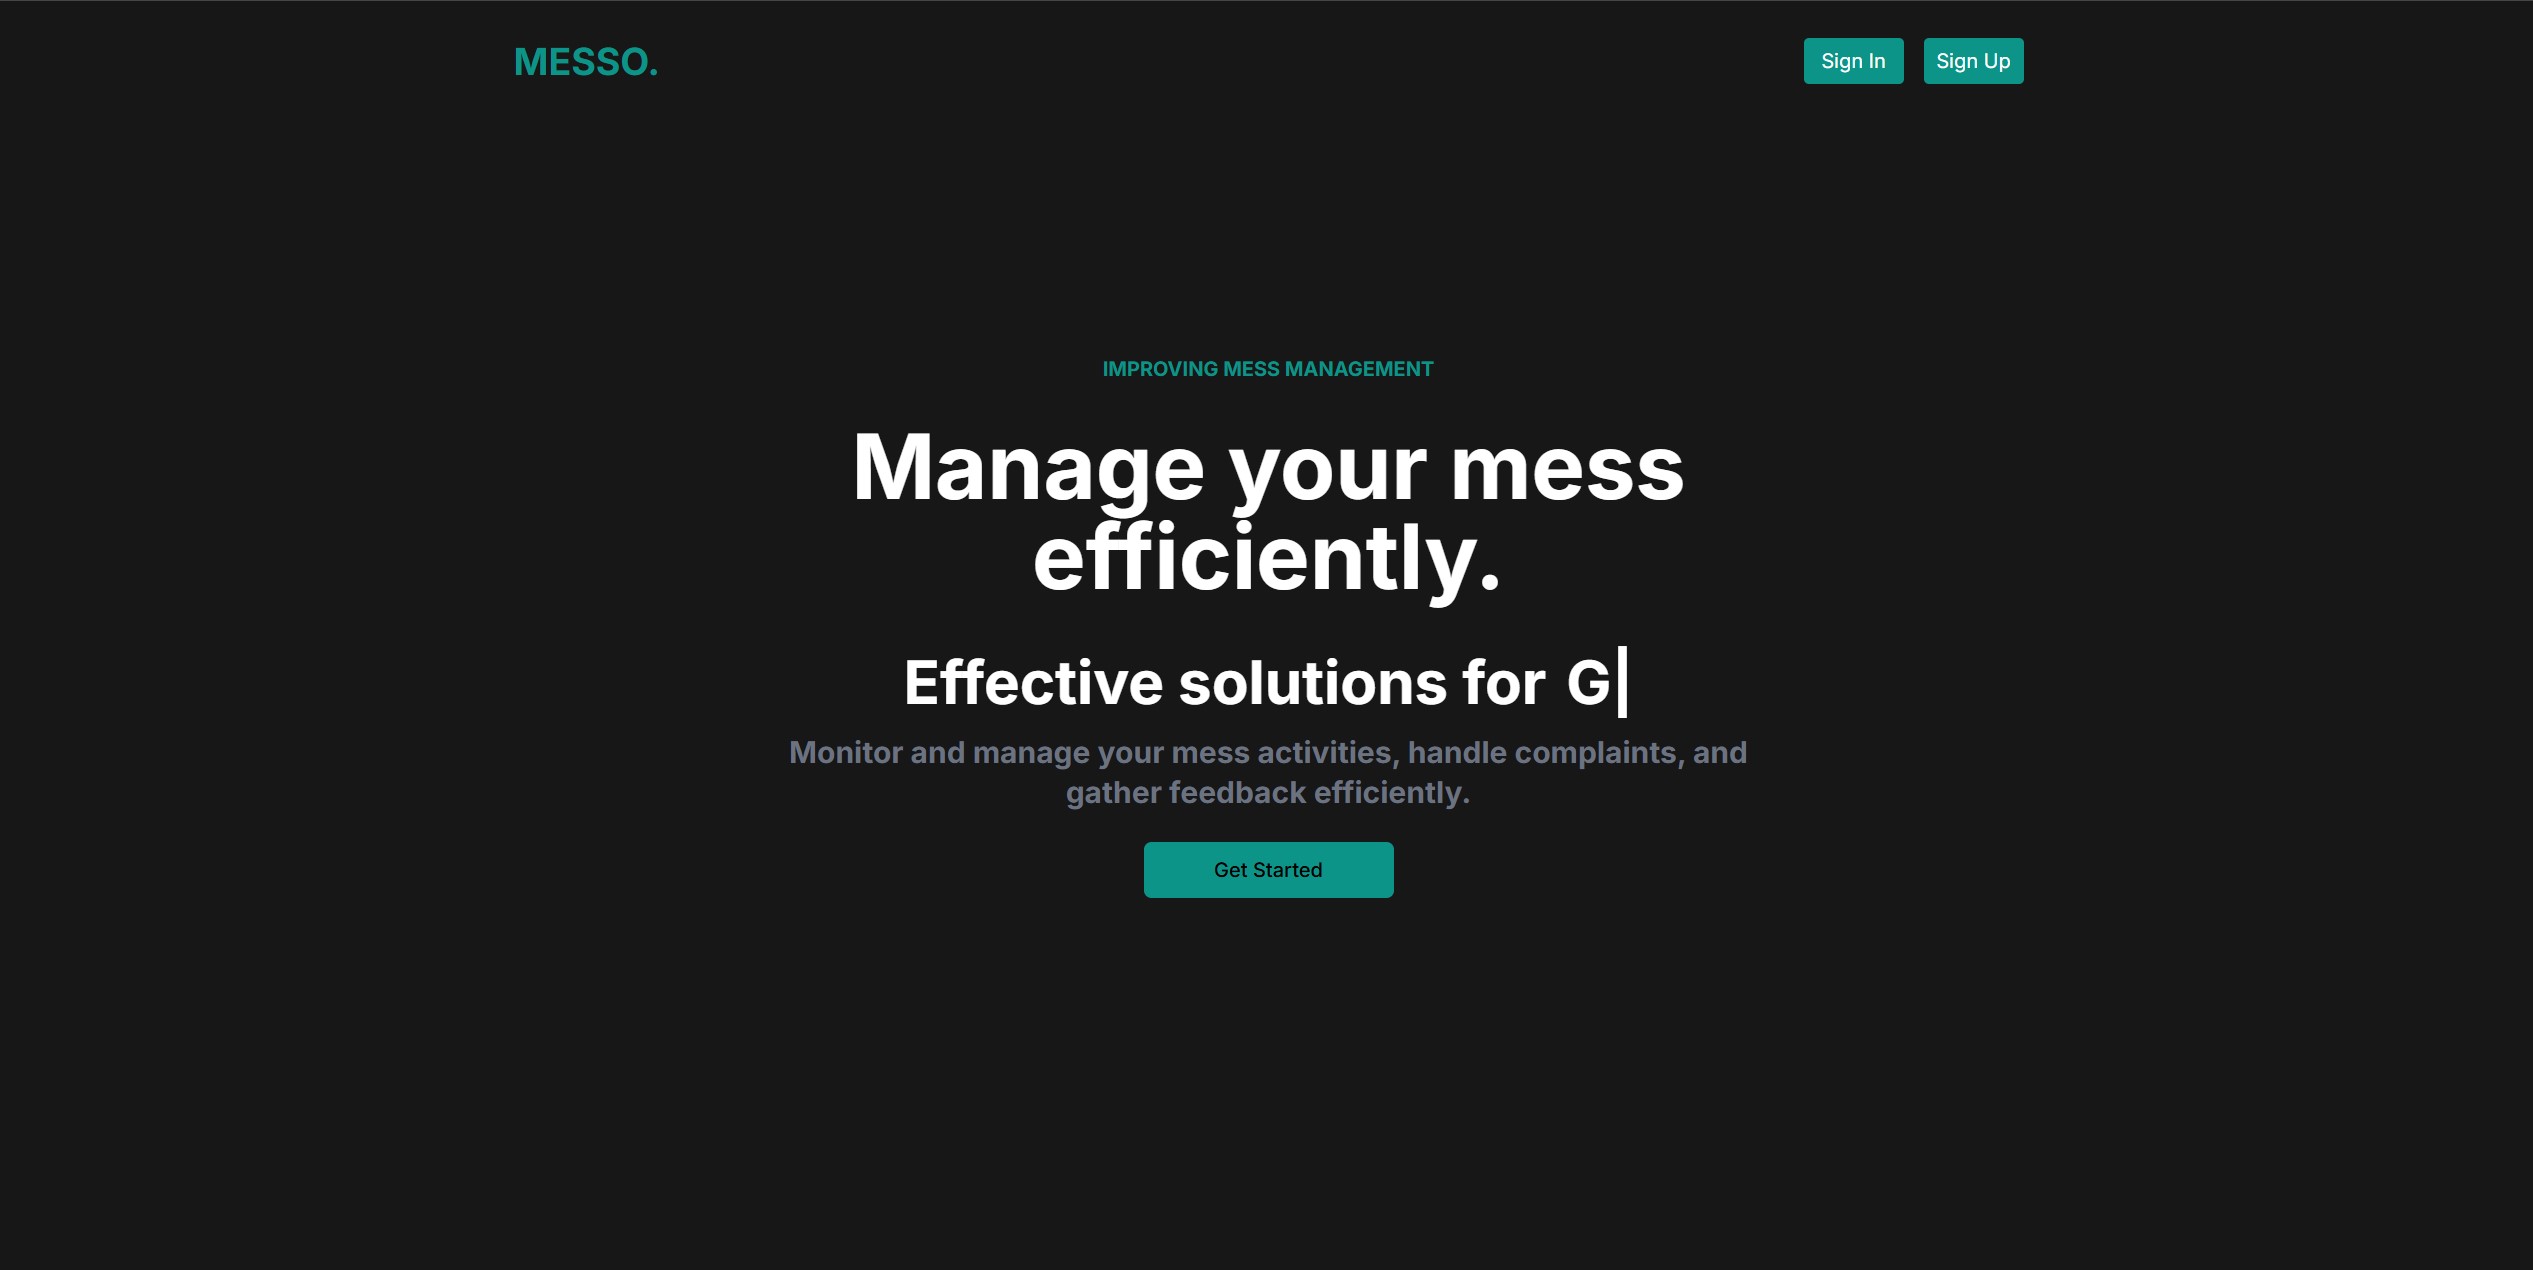 MESSO.
Sign In
Sign Up
IMPROVING MESS MANAGEMENT
Manage your mess
efficiently.
Effective solutions for G|
Monitor and manage your mess activities, handle complaints, and
gather feedback efficiently.
Get Started